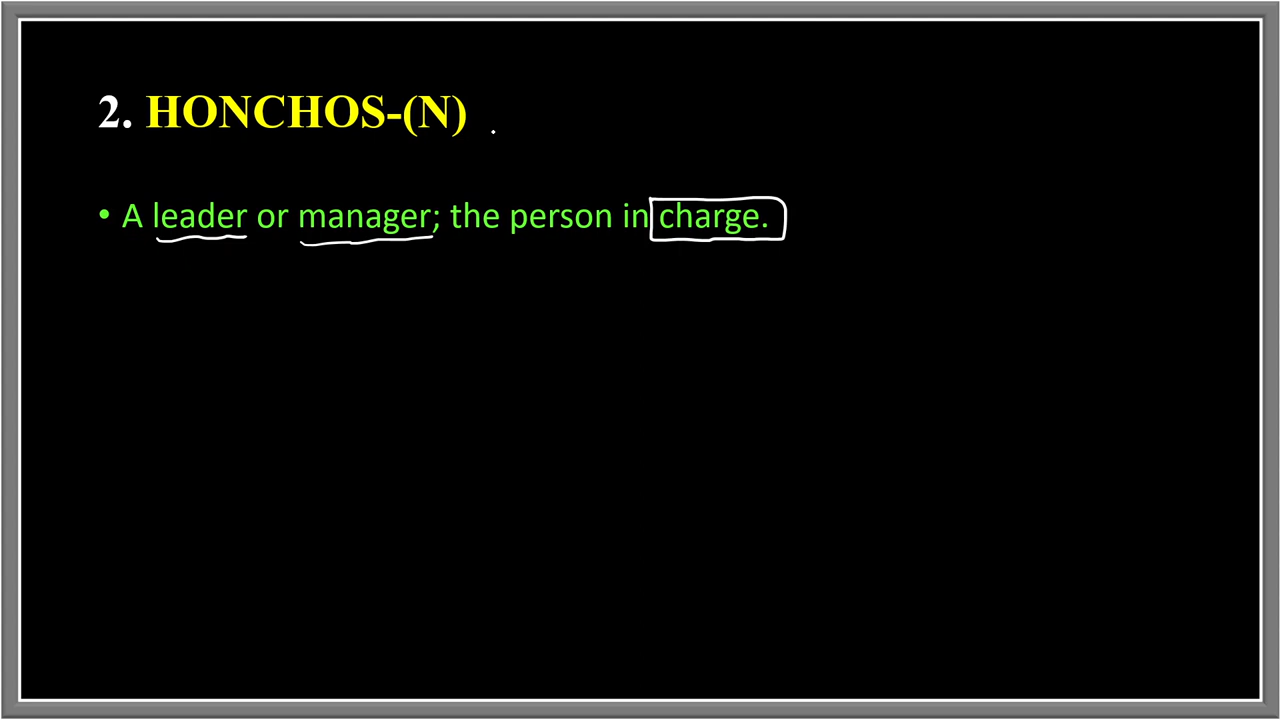 2. HONCHOS-(N)
• A leader or manager; the person in charge.